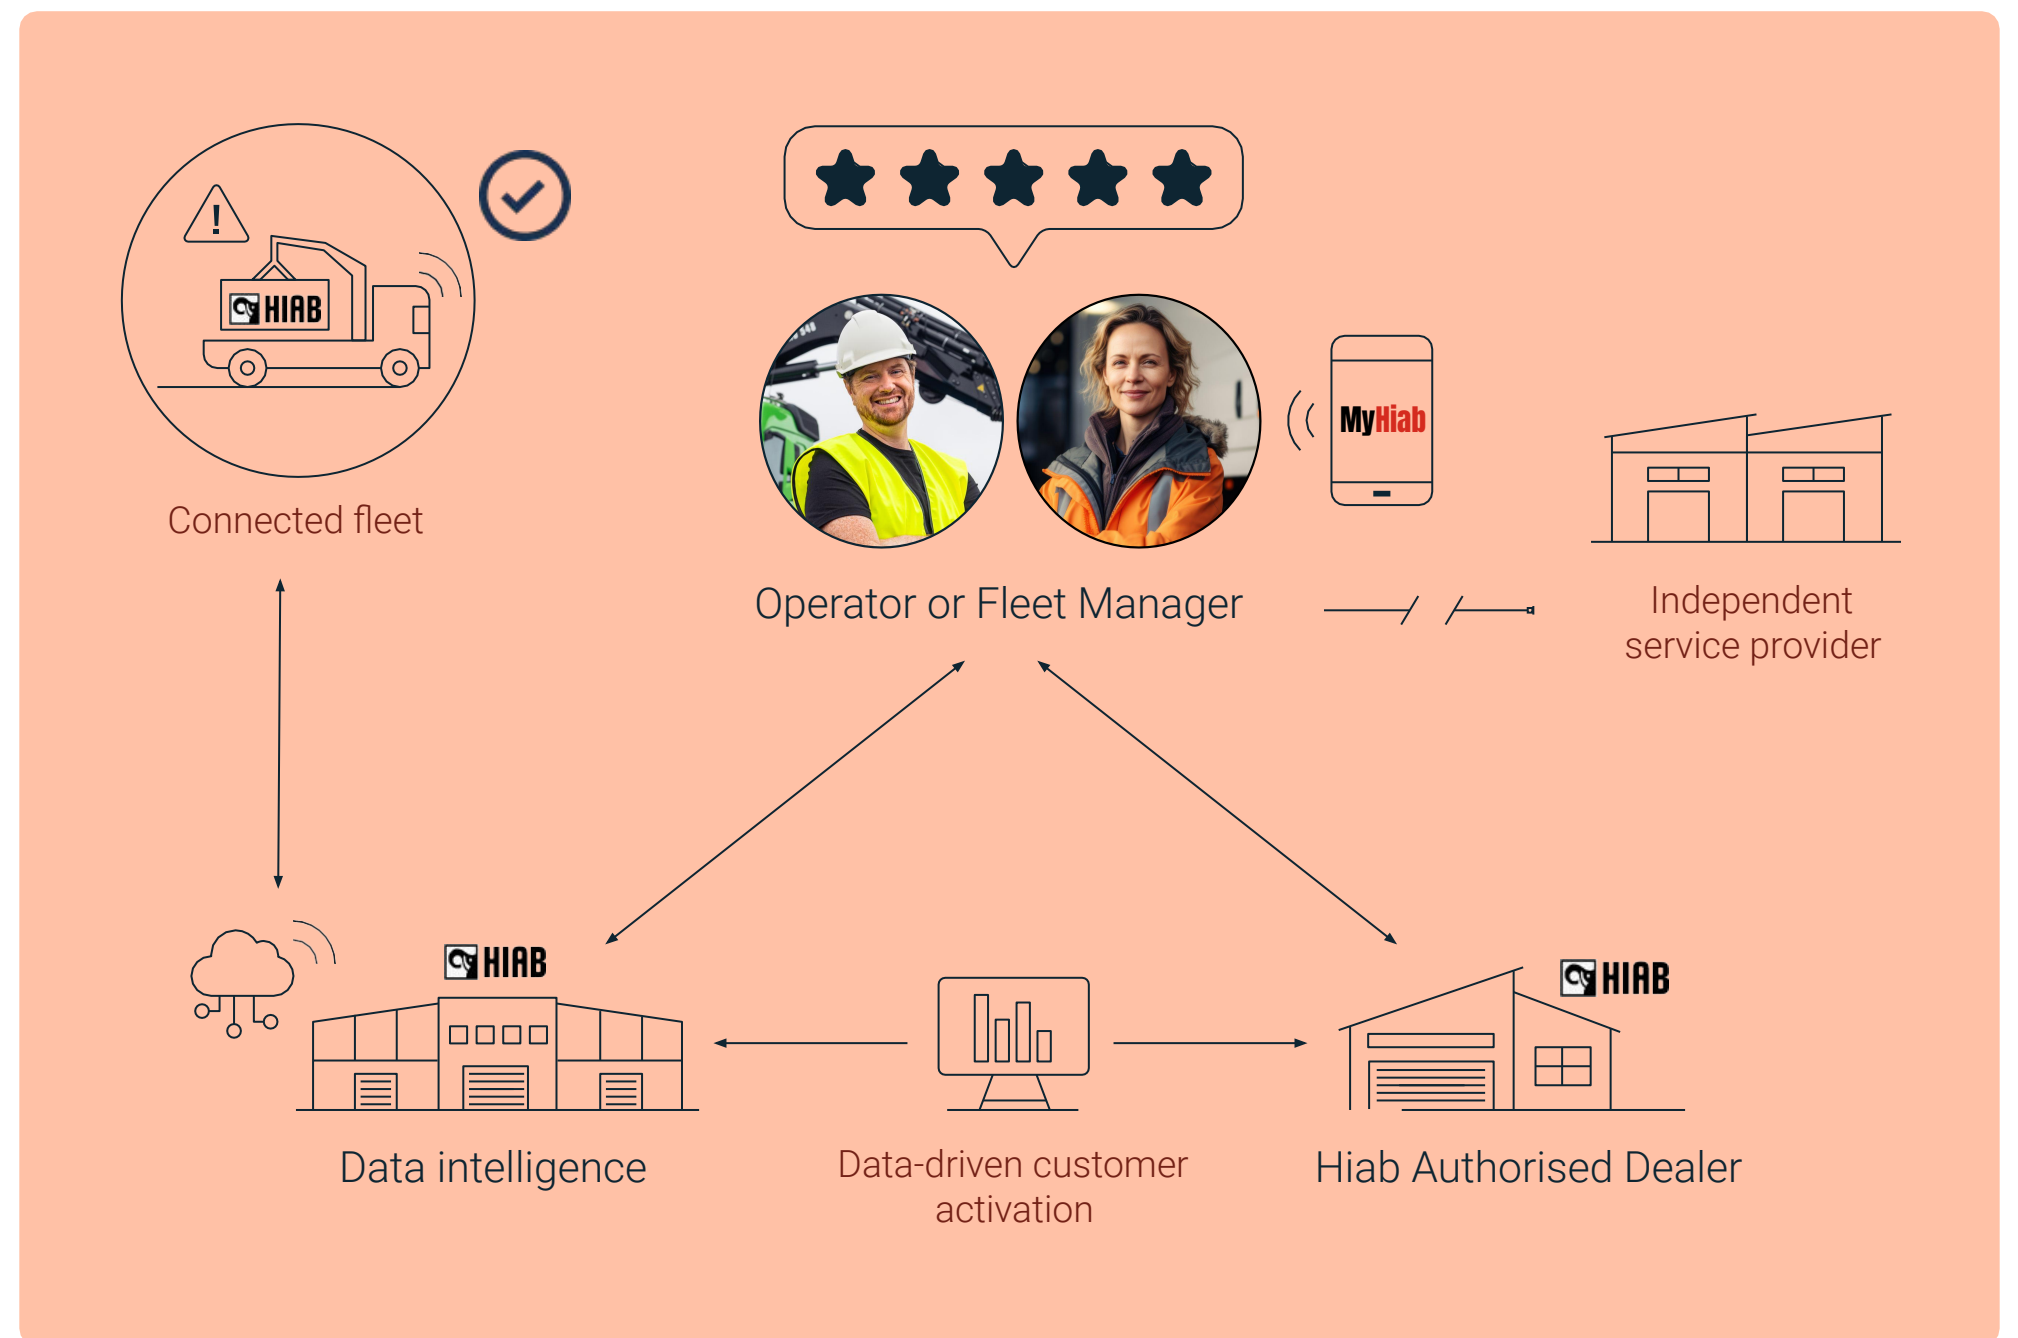 !
HIAB
MyHiab
Connected fleet
Operator or Fleet Manager
Independent
service provider
HIAB
HIAB
Data intelligence
Data-driven customer
activation
Hiab Authorised Dealer